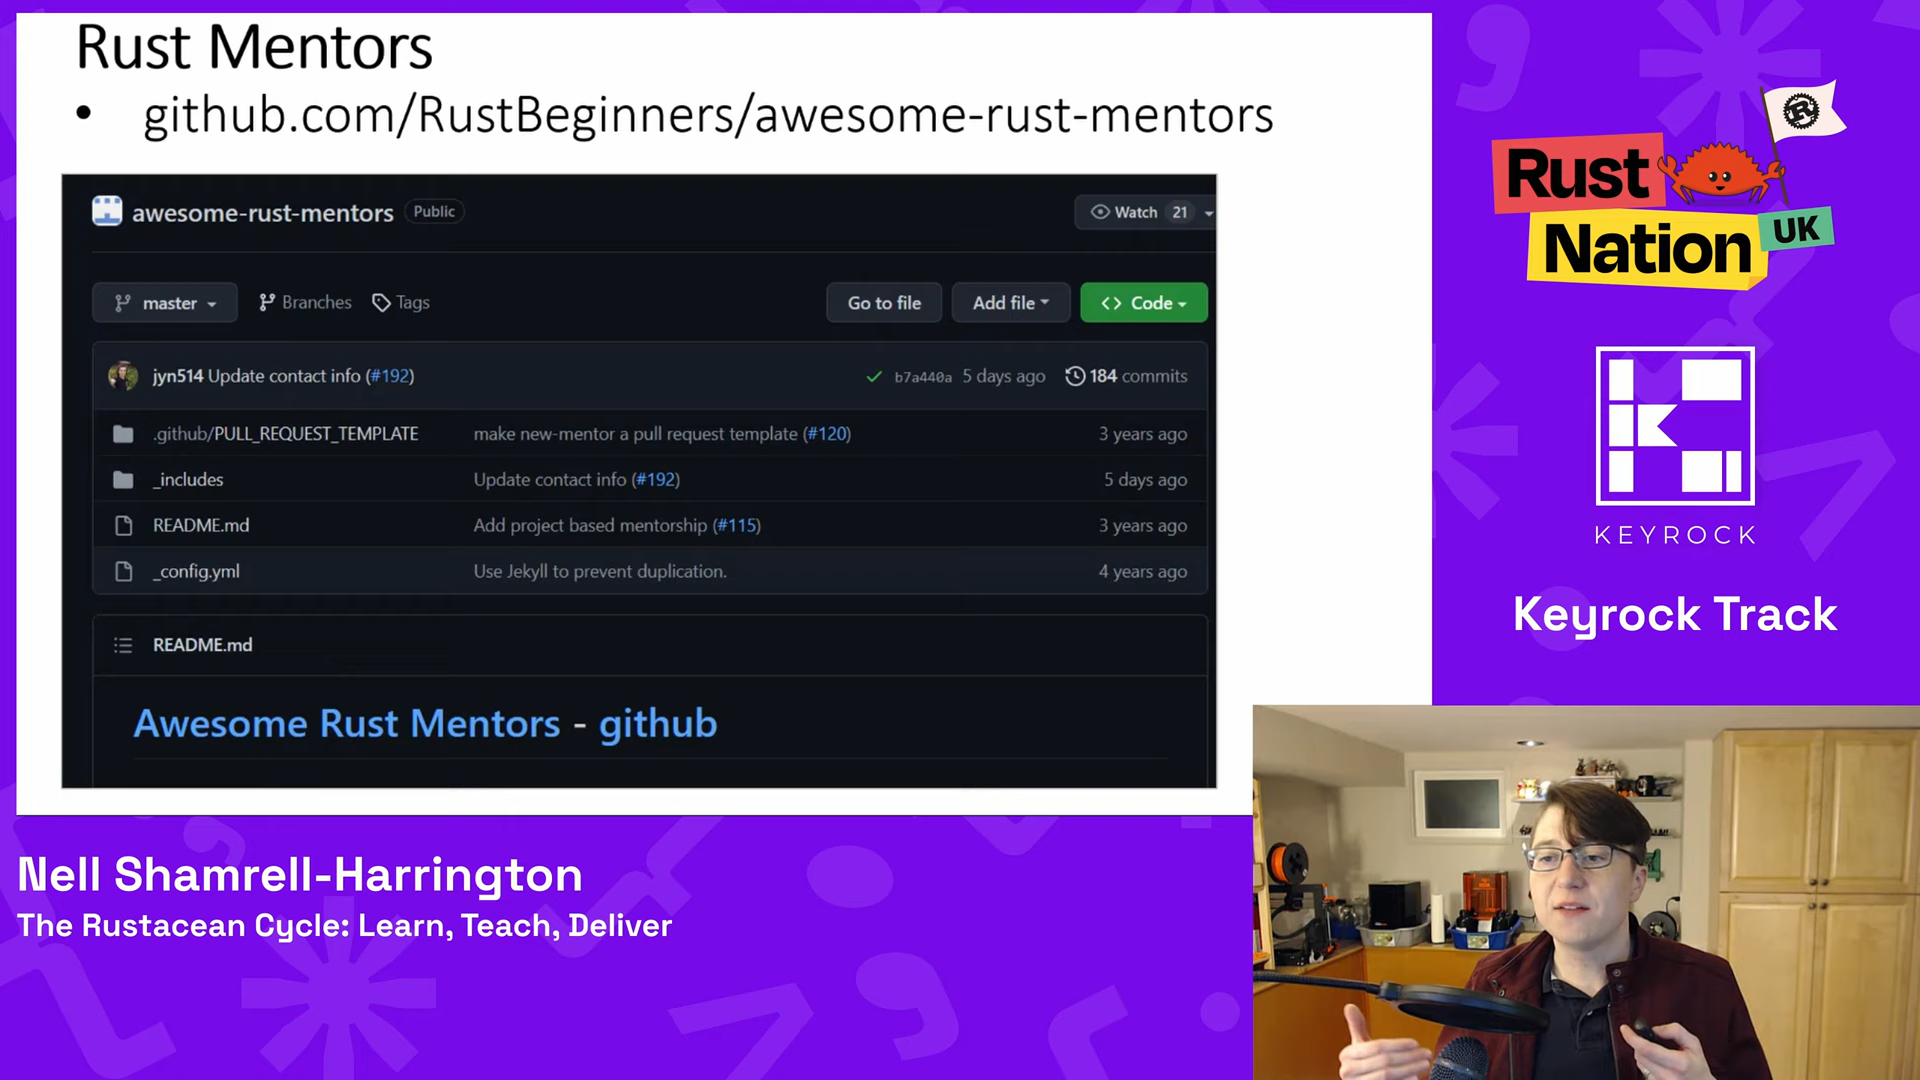 Rust Mentors
• github.com/RustBeginners/awesome-rust-mentors
awesome-rust-mentors Public
Watch 21
master Branches Tags Go to file Add file <> Code
jyn514 Update contact info (#192) b7a440a 5 days ago 184 commits
.github/PULL_REQUEST_TEMPLATE make new-mentor a pull request template (#120) 3 years ago
_includes Update contact info (#192) 5 days ago
README.md Add project based mentorship (#115) 3 years ago
_config.yml Use Jekyll to prevent duplication. 4 years ago
README.md
Awesome Rust Mentors - github
Rust
Nation
UK
R
KEYROCK
Keyrock Track
Nell Shamrell-Harrington
The Rustacean Cycle: Learn, Teach, Deliver